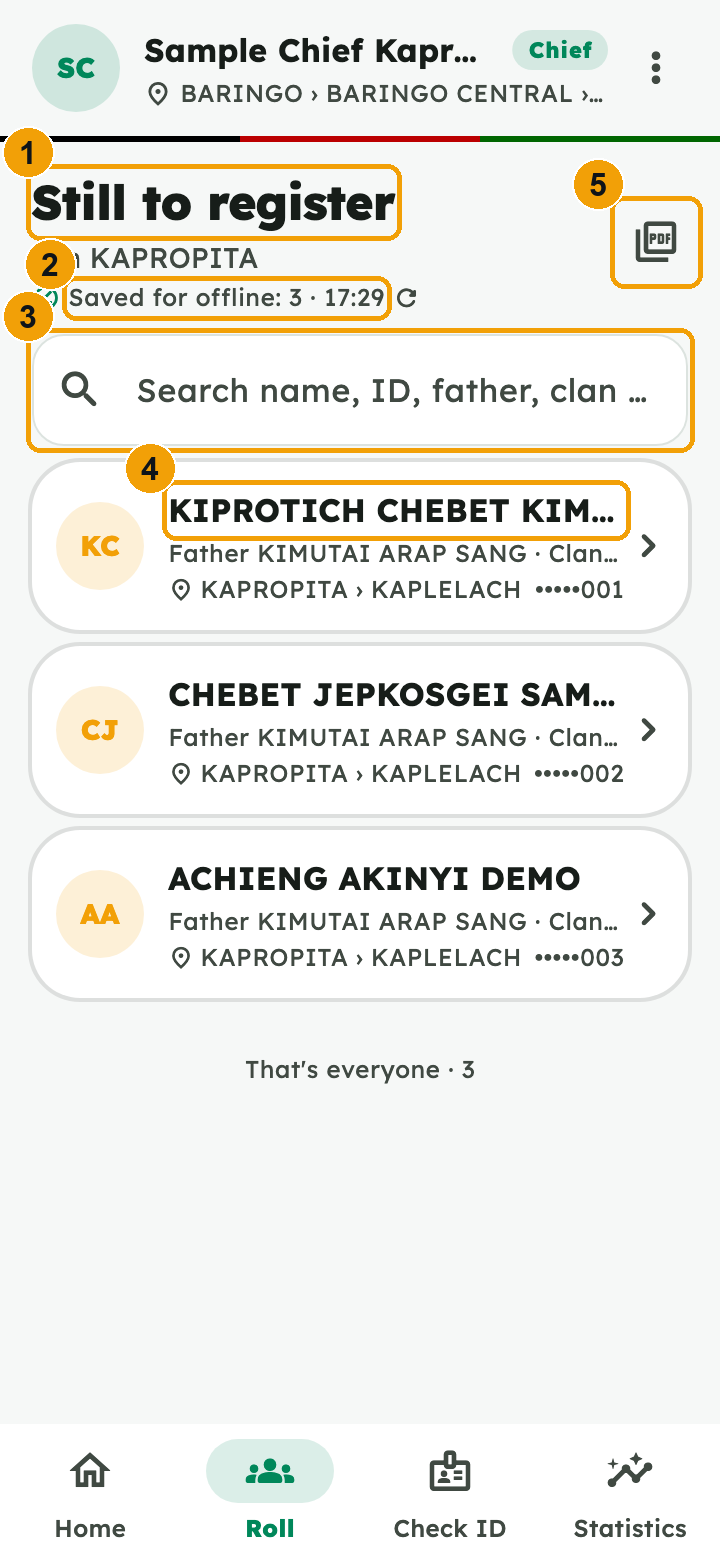 SC
Sample Chief Kapr...
Chief
BARINGO › BARINGO CENTRAL ›...
1
Still to register
5
PDF
2
KAPROPITA
Saved for offline: 3 · 17:29
3
Search name, ID, father, clan ...
4
KC
KIPROTICH CHEBET KIM...
Father KIMUTAI ARAP SANG · Clan...
KAPROPITA › KAPLELACH •••••001
CJ
CHEBET JEPKOSGEI SAM...
Father KIMUTAI ARAP SANG · Clan...
KAPROPITA › KAPLELACH •••••002
AA
ACHIENG AKINYI DEMO
Father KIMUTAI ARAP SANG · Clan...
KAPROPITA › KAPLELACH •••••003
That's everyone · 3
Home
Roll
Check ID
Statistics